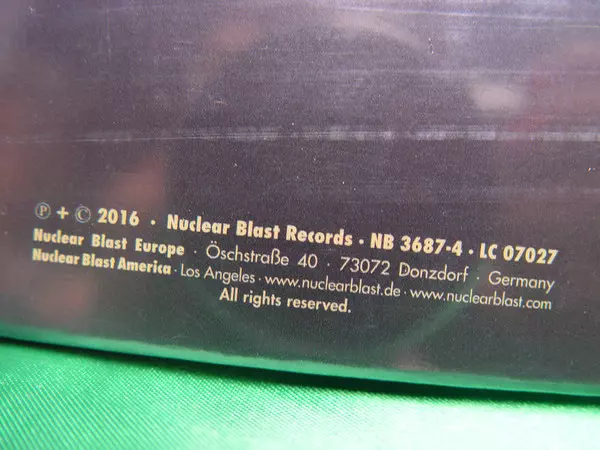 ℗ + © 2016 · Nuclear Blast Records · NB 3687-4 · LC 07027
Nuclear Blast Europe · Öschstraße 40 · 73072 Donzdorf · Germany
Nuclear Blast America · Los Angeles · www.nuclearblast.de · www.nuclearblast.com
All rights reserved.